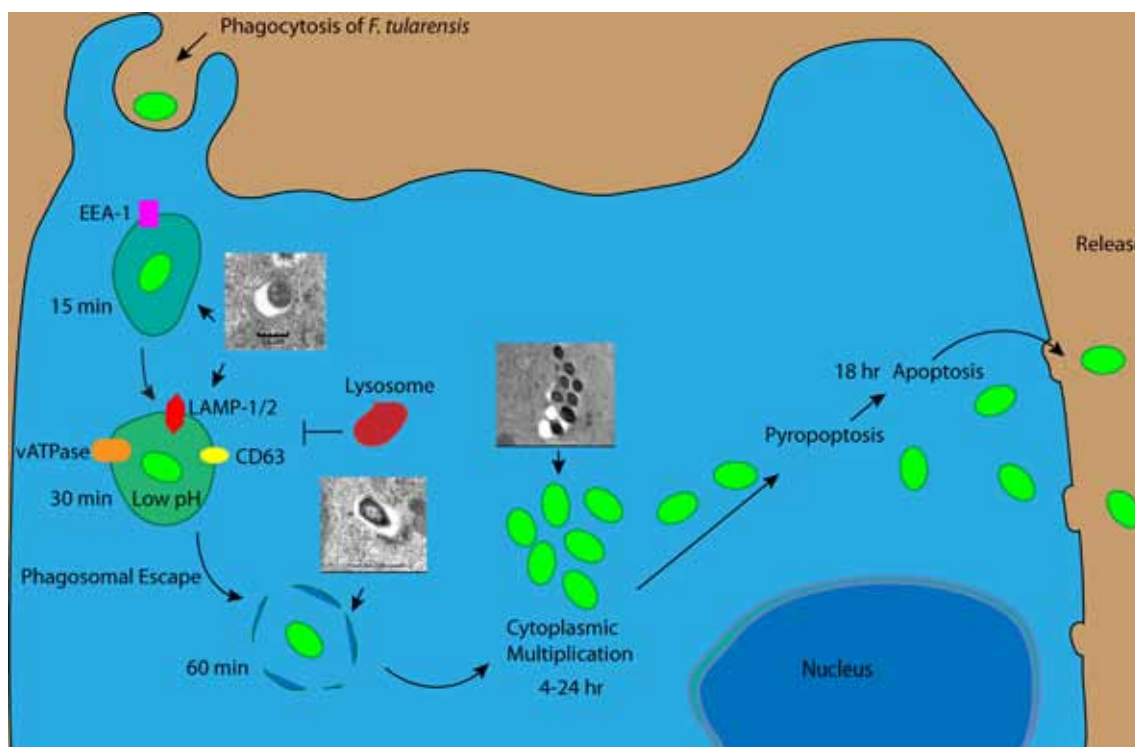 Phagocytosis of F. tularensis
EEA-1
15 min
Release
LAMP-1/2
Lysosome
vATPase
CD63
30 min
Low pH
18 hr
Apoptosis
Pyropoptosis
Phagosomal Escape
60 min
Cytoplasmic
Multiplication
4-24 hr
Nucleus